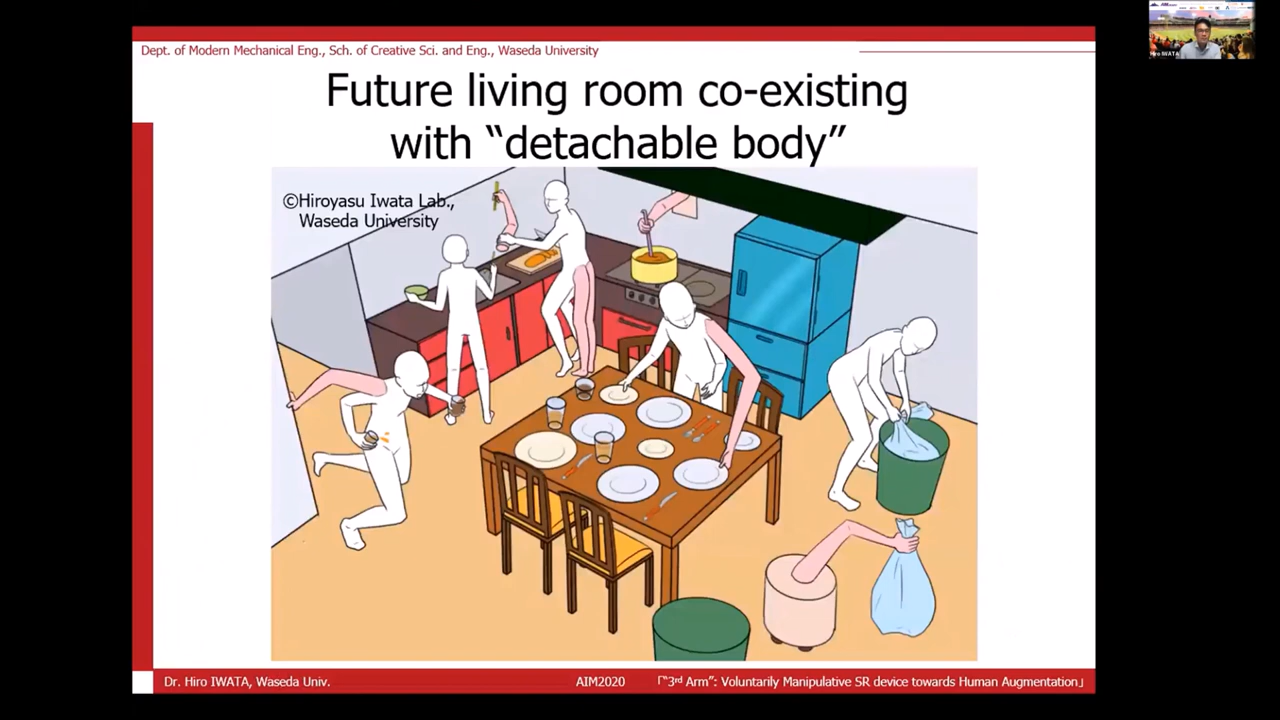 Dept. of Modern Mechanical Eng., Sch. of Creative Sci. and Eng., Waseda University
Future living room co-existing
with “detachable body”
©Hiroyasu Iwata Lab.,
Waseda University
Dr. Hiro IWATA, Waseda Univ.
AIM2020
｢“3rd Arm”: Voluntarily Manipulative SR device towards Human Augmentation｣
Hiro IWATA